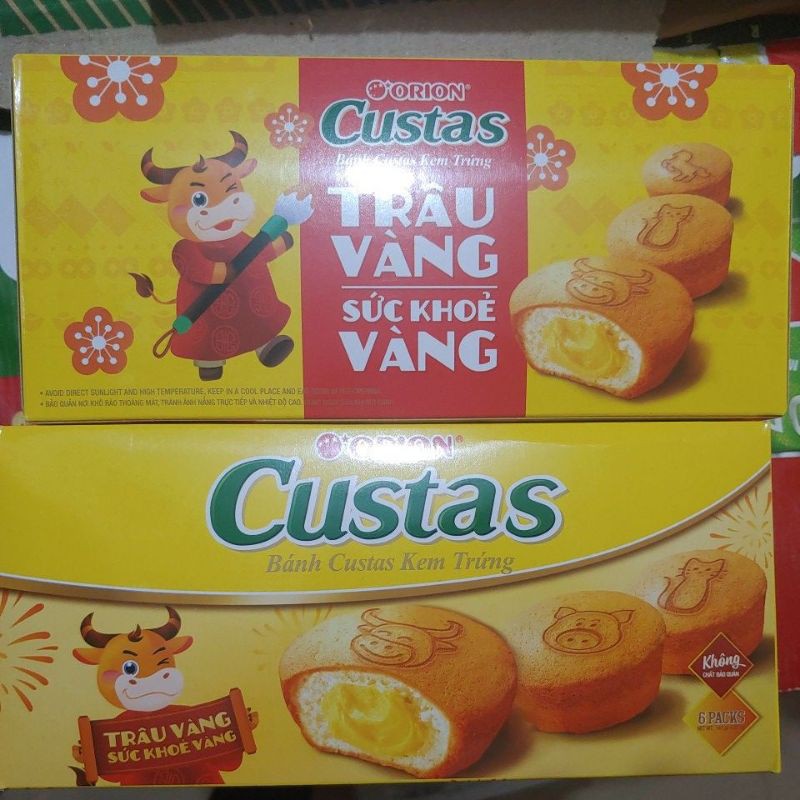 ORION
Custas
Bánh Custas Kem Trứng
TRÂU
VÀNG
SỨC KHOẺ
VÀNG
• AVOID DIRECT SUNLIGHT AND HIGH TEMPERATURE, KEEP IN A COOL PLACE AND
• BẢO QUẢN NƠI KHÔ RÁO THOÁNG MÁT, TRÁNH ÁNH NẮNG TRỰC TIẾP VÀ NHIỆT ĐỘ CAO.
ORION
Custas
Bánh Custas Kem Trứng
TRÂU VÀNG
SỨC KHOẺ VÀNG
Không
CHẤT BẢO QUẢN
6 PACKS